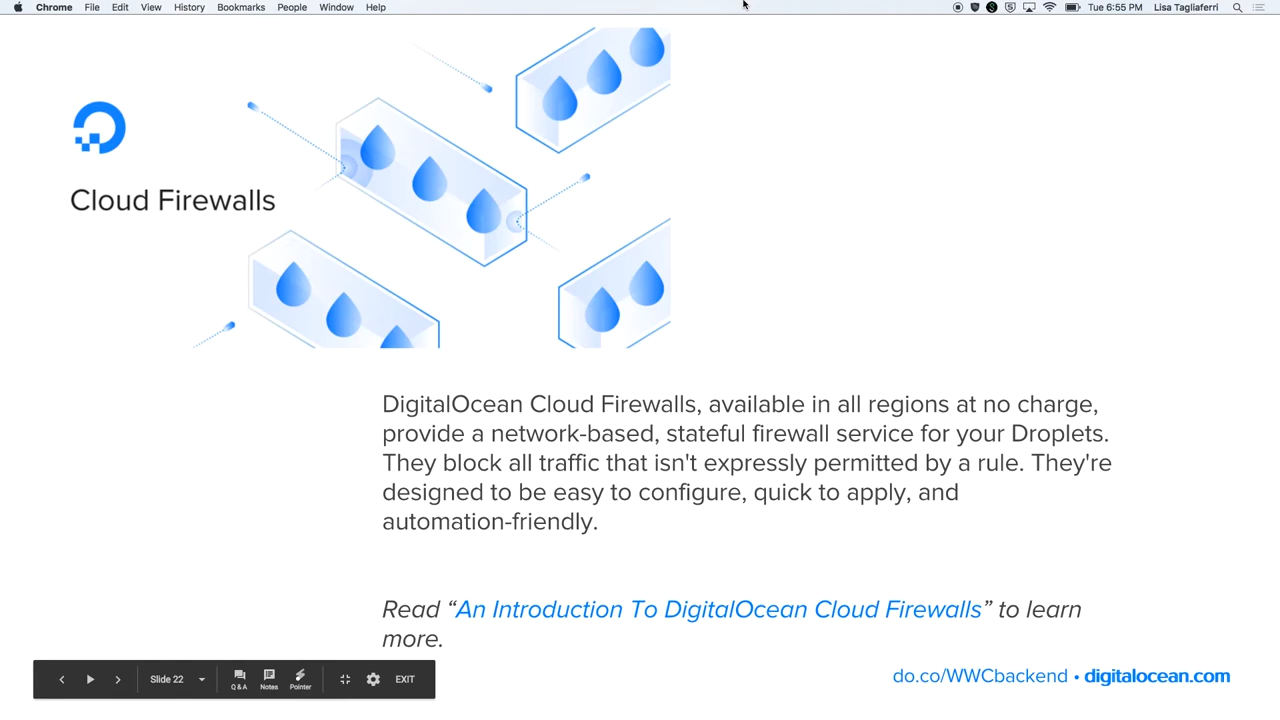 Chrome File Edit View History Bookmarks People Window Help Tue 6:55 PM Lisa Tagliaferri
Cloud Firewalls
DigitalOcean Cloud Firewalls, available in all regions at no charge,
provide a network-based, stateful firewall service for your Droplets.
They block all traffic that isn't expressly permitted by a rule. They're
designed to be easy to configure, quick to apply, and
automation-friendly.
Read “An Introduction To DigitalOcean Cloud Firewalls” to learn
more.
Slide 22 Q & A Notes Pointer EXIT
do.co/WWCbackend • digitalocean.com